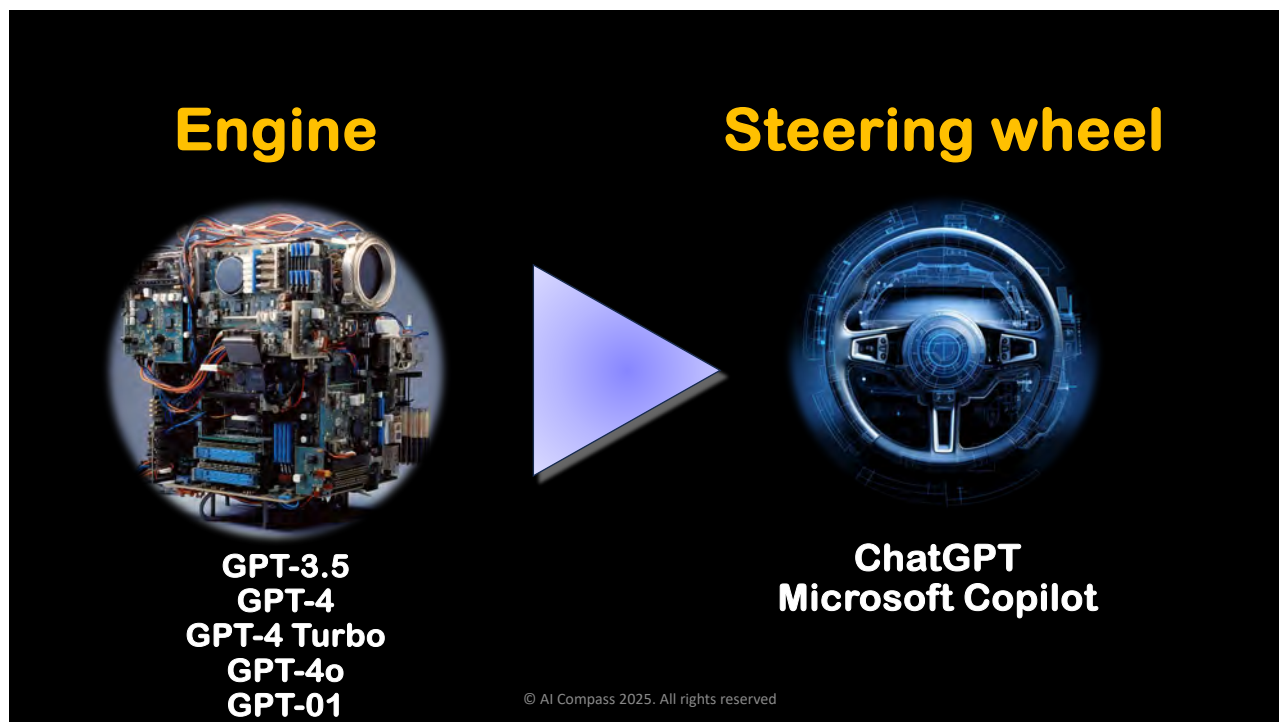 Engine
Steering wheel
GPT-3.5
GPT-4
GPT-4 Turbo
GPT-4o
GPT-01
ChatGPT
Microsoft Copilot
© AI Compass 2025. All rights reserved